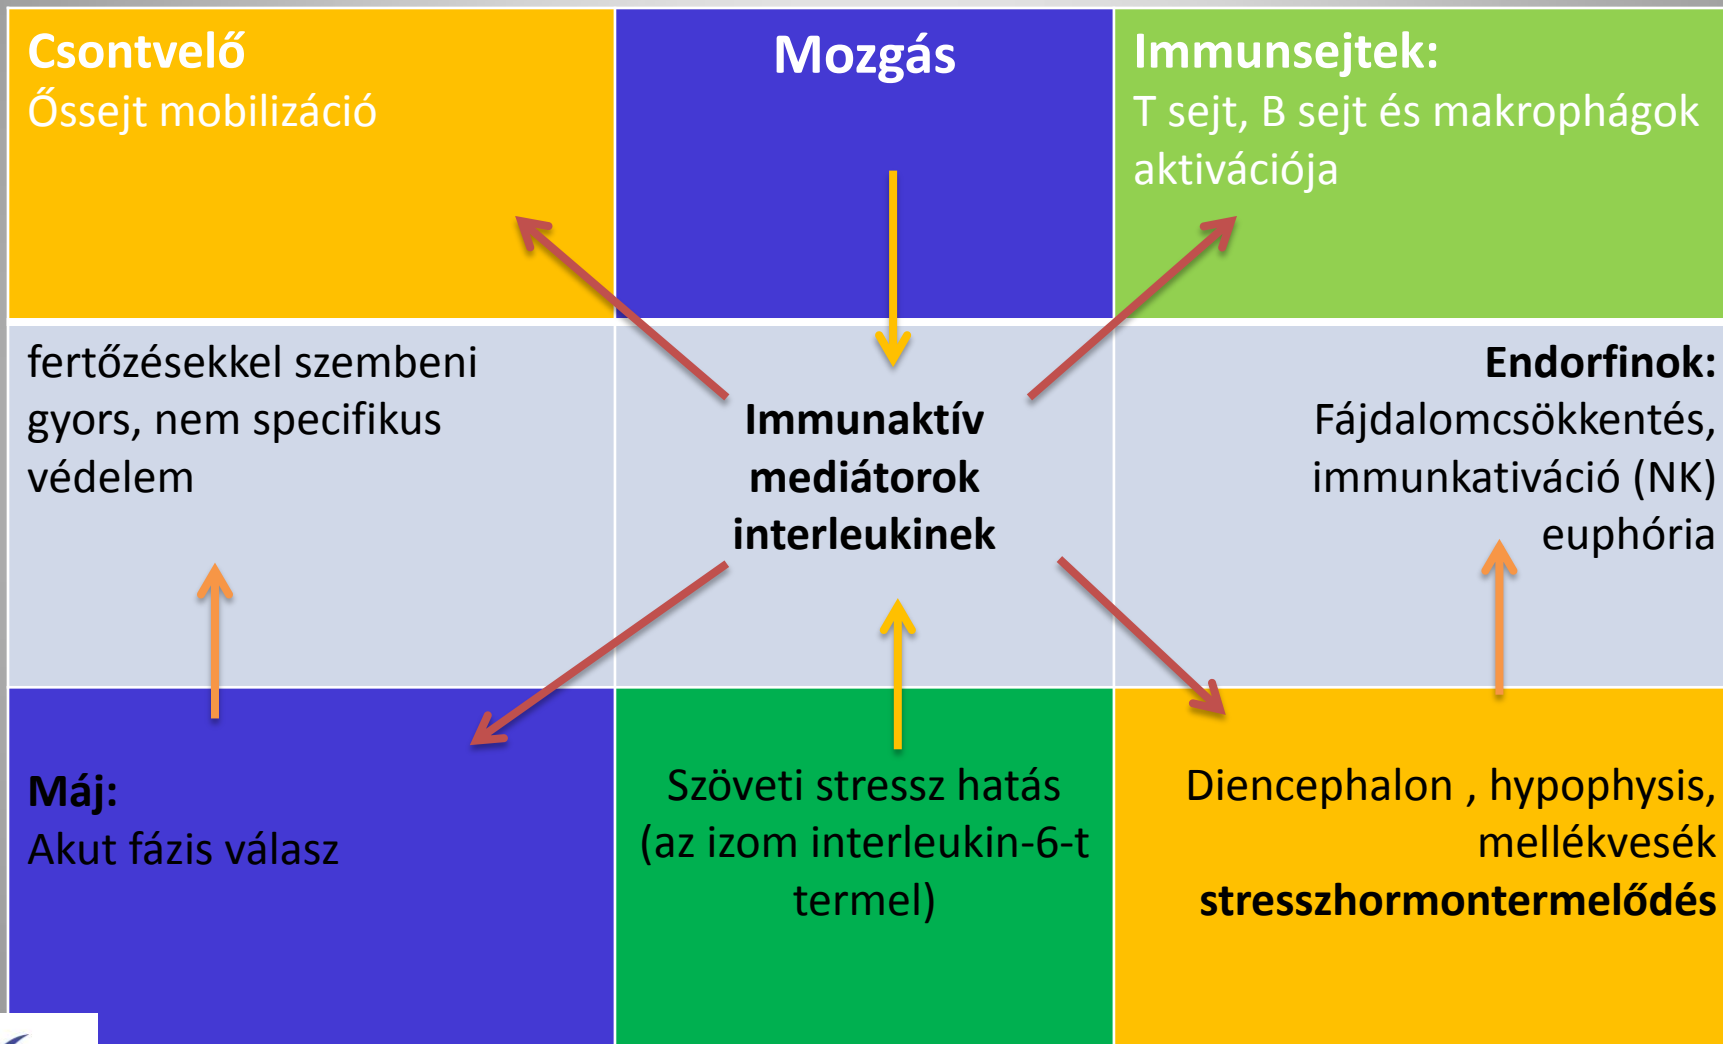 Csontvelő
Őssejt mobilizáció
Mozgás
Immunsejtek:
T sejt, B sejt és makrophágok
aktivációja
fertőzésekkel szembeni
gyors, nem specifikus
védelem
Immunaktív
mediátorok
interleukinek
Endorfinok:
Fájdalomcsökkentés,
immunkativáció (NK)
euphória
Máj:
Akut fázis válasz
Szöveti stressz hatás
(az izom interleukin-6-t
termel)
Diencephalon , hypophysis,
mellékvesék
stresszhormontermelődés